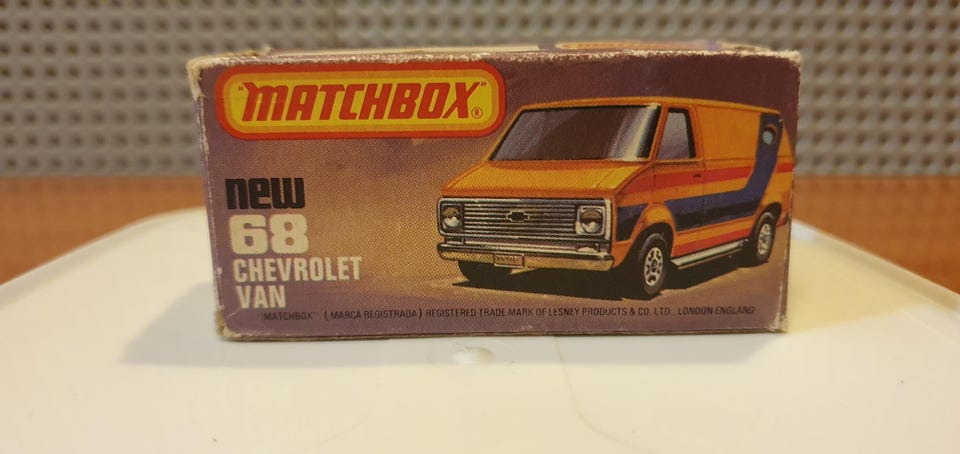 "MATCHBOX"®
new
68
CHEVROLET
VAN
"MATCHBOX" (MARCA REGISTRADA) REGISTERED TRADE MARK OF LESNEY PRODUCTS & CO. LTD., LONDON ENGLAND